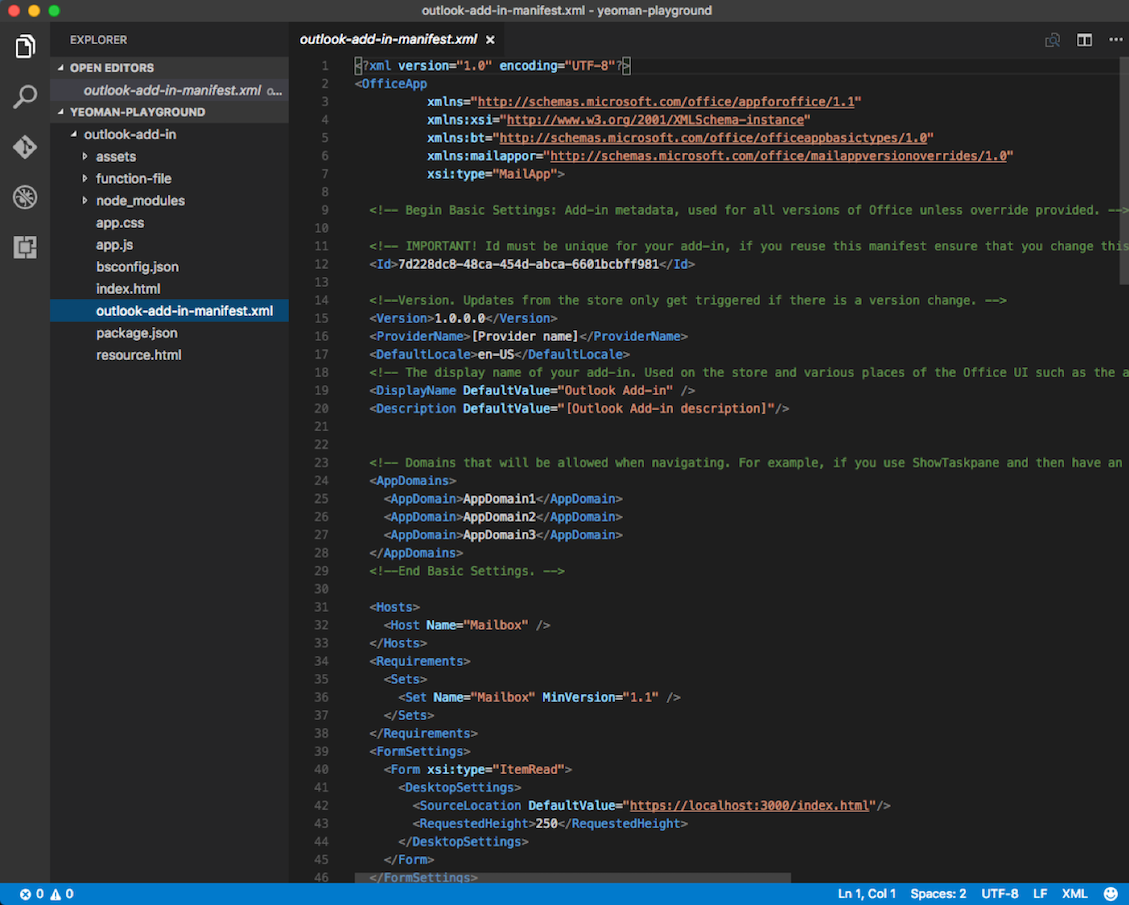 outlook-add-in-manifest.xml - yeoman-playground
EXPLORER
OPEN EDITORS
outlook-add-in-manifest.xml o...
YEOMAN-PLAYGROUND
outlook-add-in
assets
function-file
node_modules
app.css
app.js
bsconfig.json
index.html
outlook-add-in-manifest.xml
package.json
resource.html
outlook-add-in-manifest.xml ×
1 <?xml version="1.0" encoding="UTF-8"?>
2 <OfficeApp
3 xmlns="http://schemas.microsoft.com/office/appforoffice/1.1"
4 xmlns:xsi="http://www.w3.org/2001/XMLSchema-instance"
5 xmlns:bt="http://schemas.microsoft.com/office/officeappbasictypes/1.0"
6 xmlns:mailappor="http://schemas.microsoft.com/office/mailappversionoverrides/1.0"
7 xsi:type="MailApp">
8
9 <!-- Begin Basic Settings: Add-in metadata, used for all versions of Office unless override provided. -->
10
11 <!-- IMPORTANT! Id must be unique for your add-in, if you reuse this manifest ensure that you change this
12 <Id>7d228dc8-48ca-454d-abca-6601bcbff981</Id>
13
14 <!--Version. Updates from the store only get triggered if there is a version change. -->
15 <Version>1.0.0.0</Version>
16 <ProviderName>[Provider name]</ProviderName>
17 <DefaultLocale>en-US</DefaultLocale>
18 <!-- The display name of your add-in. Used on the store and various places of the Office UI such as the a
19 <DisplayName DefaultValue="Outlook Add-in" />
20 <Description DefaultValue="[Outlook Add-in description]"/>
21
22
23 <!-- Domains that will be allowed when navigating. For example, if you use ShowTaskpane and then have an
24 <AppDomains>
25 <AppDomain>AppDomain1</AppDomain>
26 <AppDomain>AppDomain2</AppDomain>
27 <AppDomain>AppDomain3</AppDomain>
28 </AppDomains>
29 <!--End Basic Settings. -->
30
31 <Hosts>
32 <Host Name="Mailbox" />
33 </Hosts>
34 <Requirements>
35 <Sets>
36 <Set Name="Mailbox" MinVersion="1.1" />
37 </Sets>
38 </Requirements>
39 <FormSettings>
40 <Form xsi:type="ItemRead">
41 <DesktopSettings>
42 <SourceLocation DefaultValue="https://localhost:3000/index.html"/>
43 <RequestedHeight>250</RequestedHeight>
44 </DesktopSettings>
45 </Form>
46 </FormSettings>
0 0
Ln 1, Col 1 Spaces: 2 UTF-8 LF XML